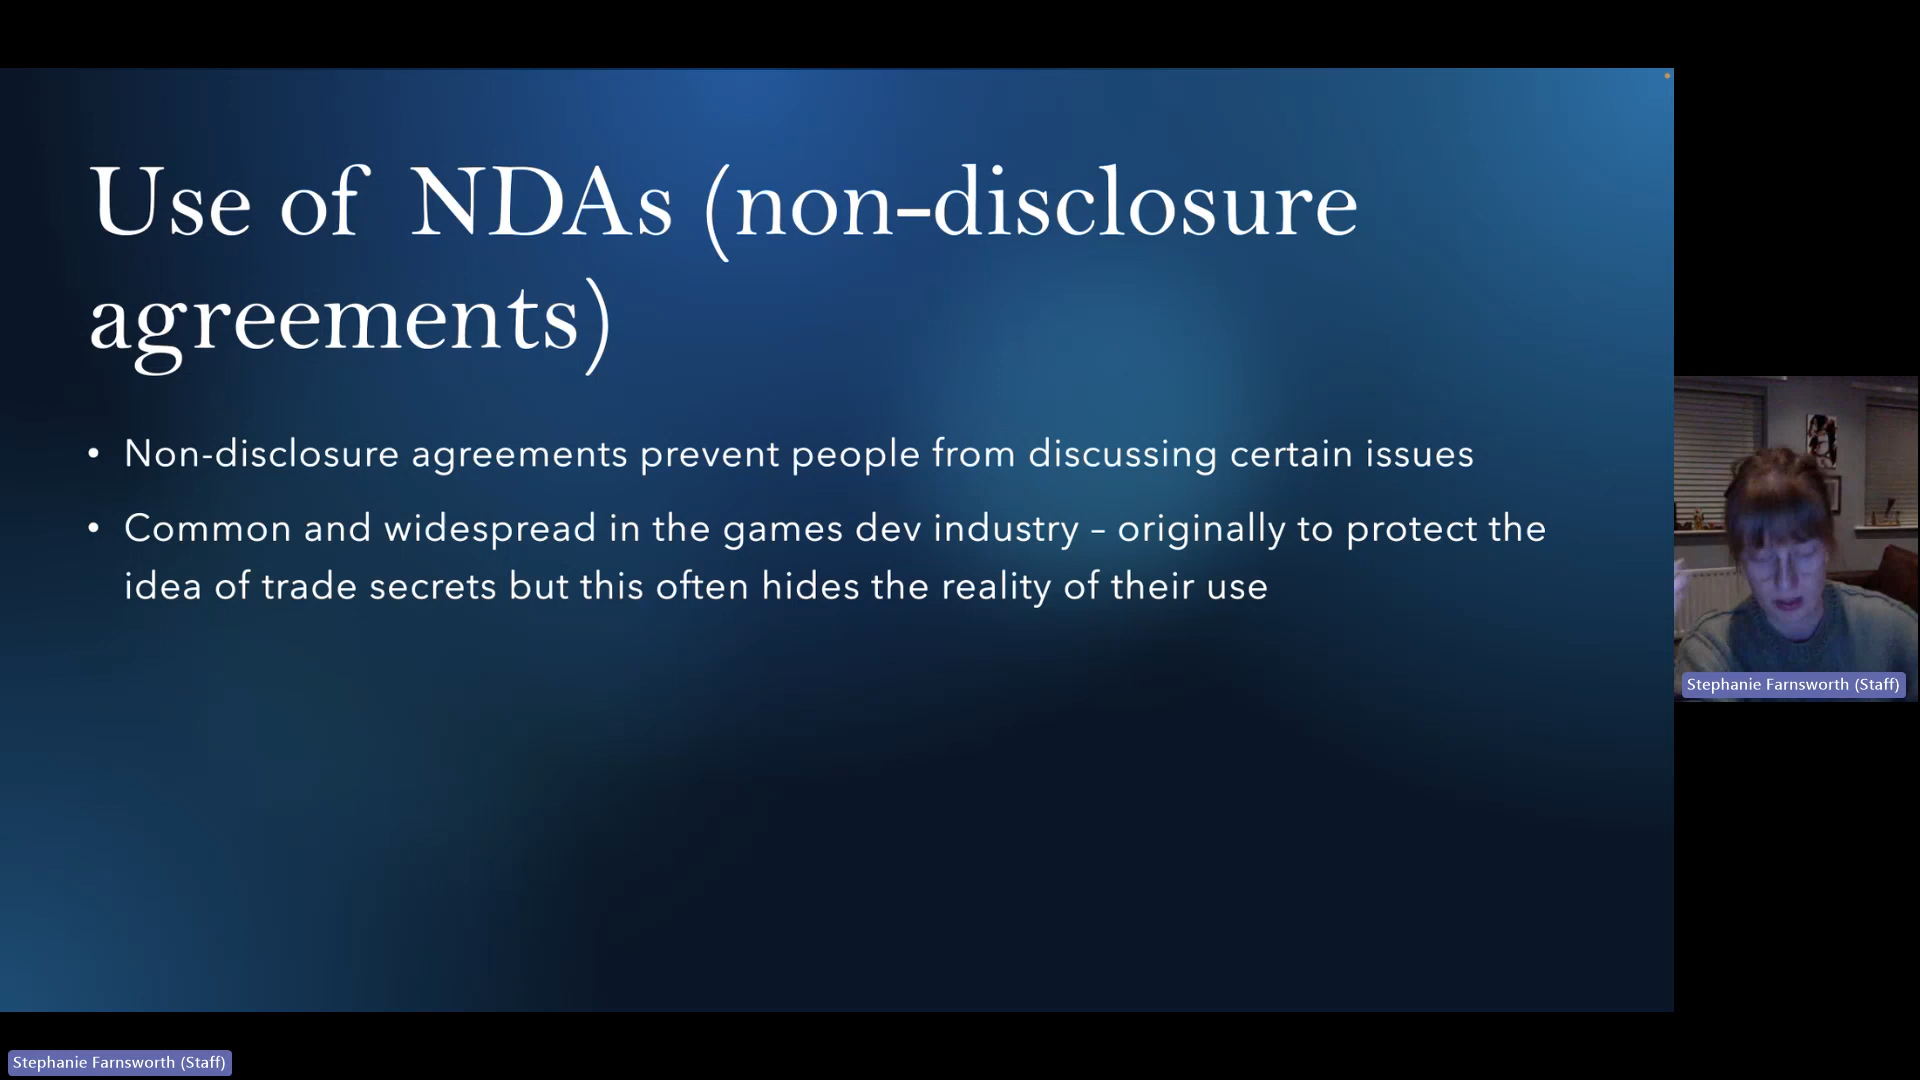 Use of  NDAs (non-disclosure
agreements)
• Non-disclosure agreements prevent people from discussing certain issues
• Common and widespread in the games dev industry – originally to protect the
idea of trade secrets but this often hides the reality of their use
Stephanie Farnsworth (Staff)
Stephanie Farnsworth (Staff)